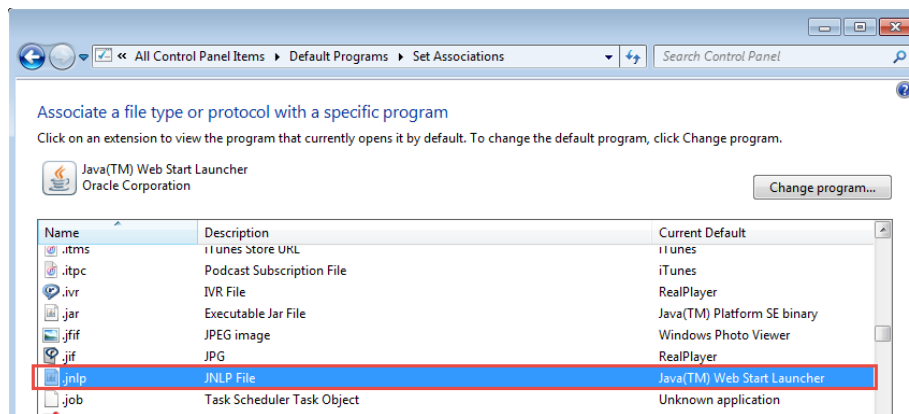 « All Control Panel Items ▸ Default Programs ▸ Set Associations Search Control Panel
Associate a file type or protocol with a specific program
Click on an extension to view the program that currently opens it by default. To change the default program, click Change program.
Java(TM) Web Start Launcher
Oracle Corporation
Change program...
Name Description Current Default
.itms iTunes Store URL iTunes
.itpc Podcast Subscription File iTunes
.ivr IVR File RealPlayer
.jar Executable Jar File Java(TM) Platform SE binary
.jfif JPEG image Windows Photo Viewer
.jif JPG RealPlayer
.jnlp JNLP File Java(TM) Web Start Launcher
.job Task Scheduler Task Object Unknown application